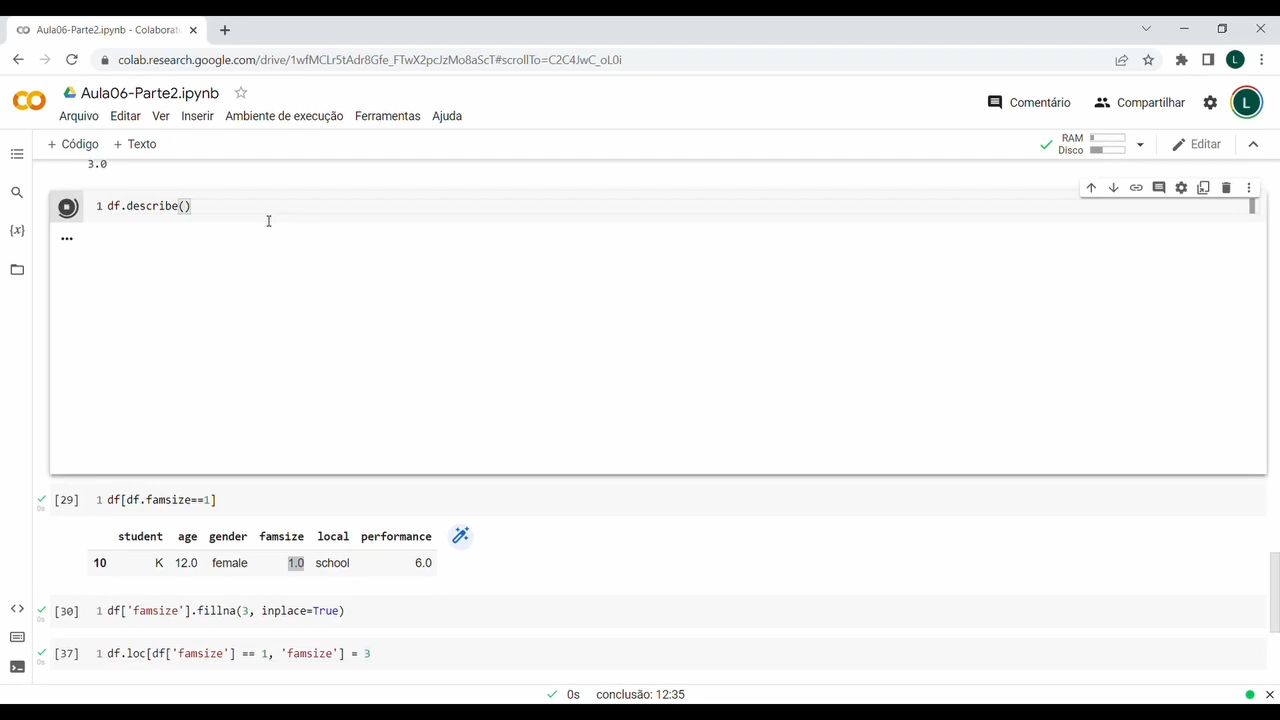 Aula06-Parte2.ipynb - Colaborat
colab.research.google.com/drive/1wfMCLr5tAdr8Gfe_FTwX2pcJzMo8aScT#scrollTo=C2C4JwC_oL0i
L
Aula06-Parte2.ipynb
Arquivo Editar Ver Inserir Ambiente de execução Ferramentas Ajuda
Comentário Compartilhar L
+ Código + Texto
RAM
Disco
Editar
3.0
1 df.describe()
{x}
[29] 1 df[df.famsize==1]
0s
student age gender famsize local performance
10 K 12.0 female 1.0 school 6.0
[30] 1 df['famsize'].fillna(3, inplace=True)
0s
[37] 1 df.loc[df['famsize'] == 1, 'famsize'] = 3
0s
0s conclusão: 12:35